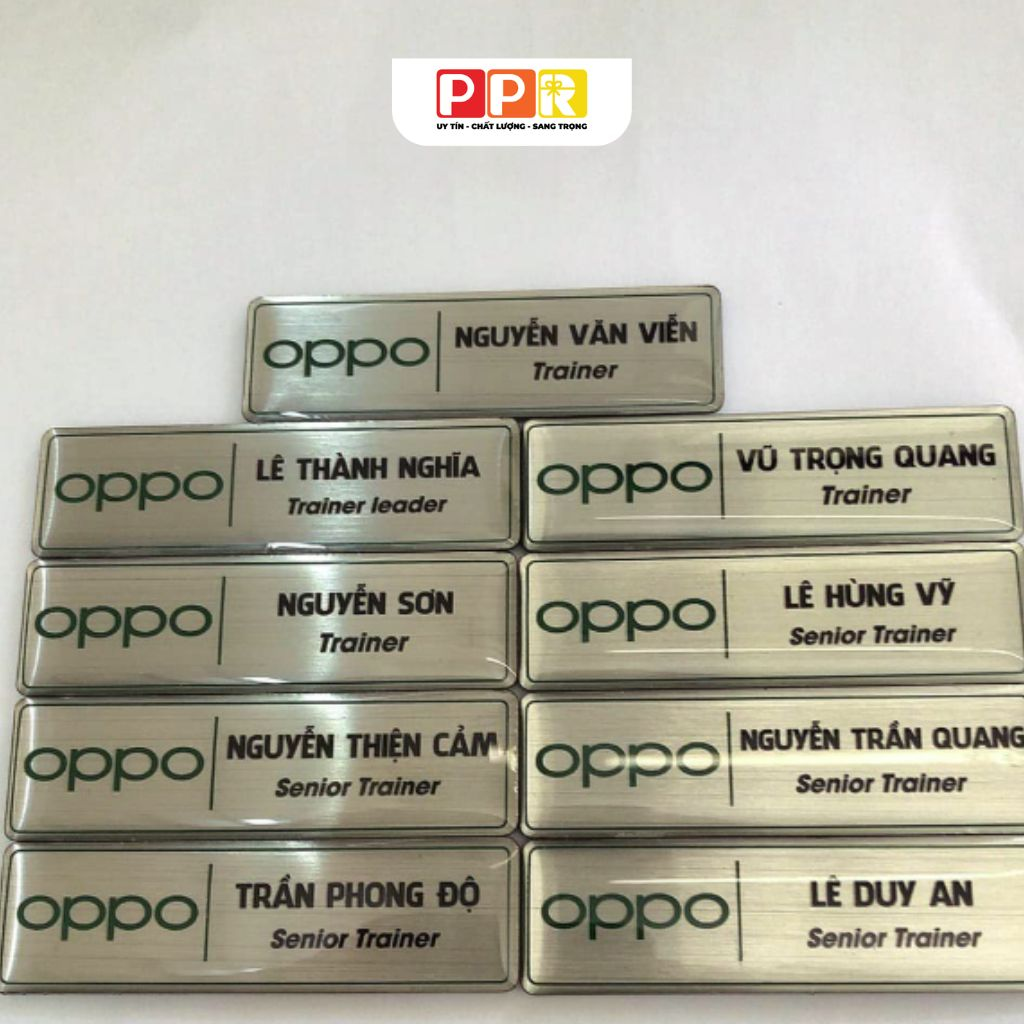 PPR
UY TÍN - CHẤT LƯỢNG - SANG TRỌNG
oppo
NGUYỄN VĂN VIỄN
Trainer
oppo
LÊ THÀNH NGHĨA
Trainer leader
oppo
VŨ TRỌNG QUANG
Trainer
oppo
NGUYỄN SƠN
Trainer
oppo
LÊ HÙNG VỸ
Senior Trainer
oppo
NGUYỄN THIỆN CẢM
Senior Trainer
oppo
NGUYỄN TRẦN QUANG
Senior Trainer
oppo
TRẦN PHONG ĐỘ
Senior Trainer
oppo
LÊ DUY AN
Senior Trainer